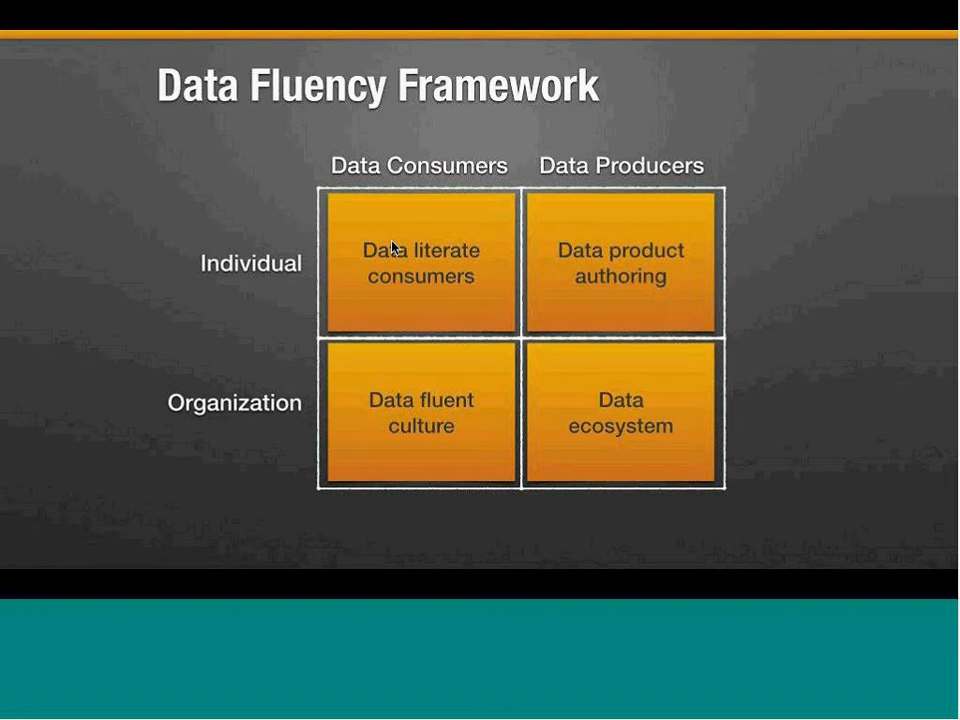 Data Fluency Framework
Data Consumers Data Producers
Individual
Data literate
consumers
Data product
authoring
Organization
Data fluent
culture
Data
ecosystem